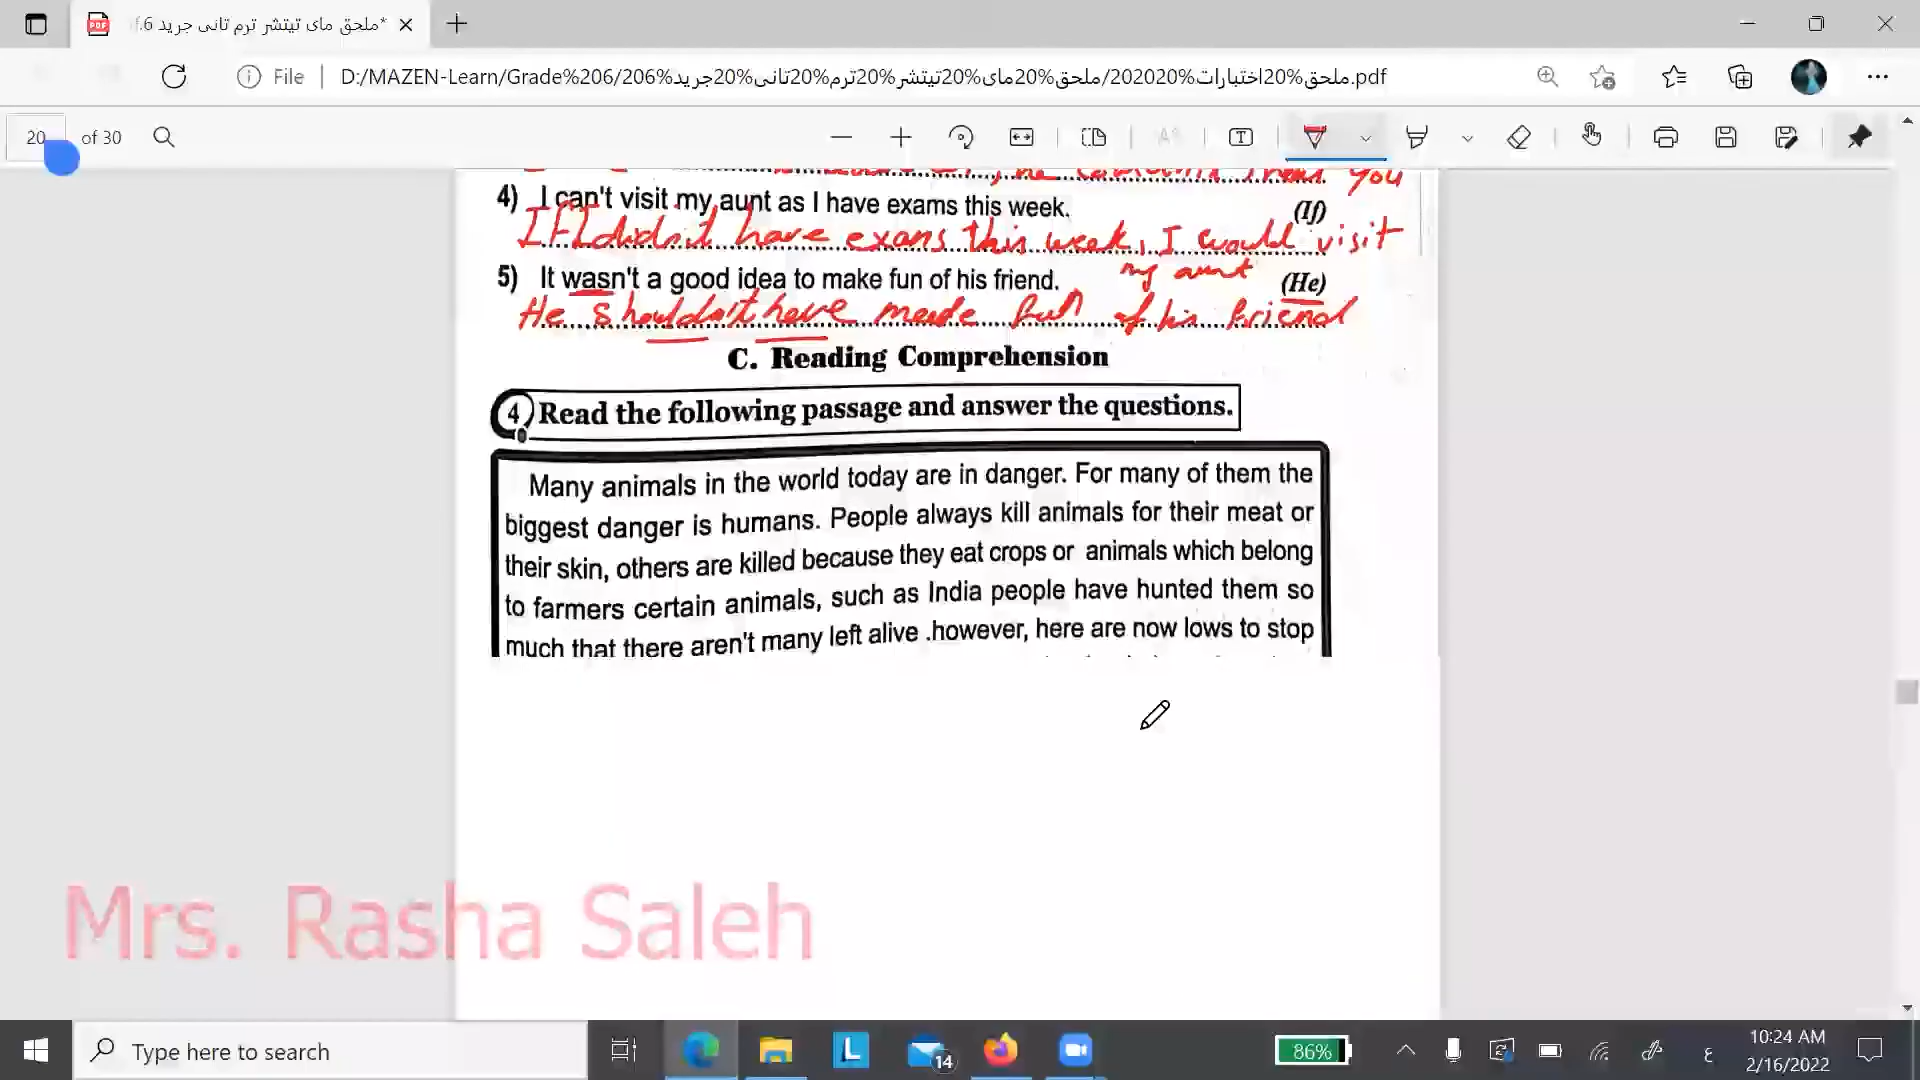 *ملحق ماى تيتشر ترم تانى جريد 6.
File
D:/MAZEN-Learn/Grade%206/206%ملحق%20اختبارات%202020/ملحق%20ماى%20تيتشر%20ترم%20تانى%20جريد.pdf
20 of 30
you
4) I can't visit my aunt as I have exams this week. (If)
If I didn't have exams this week, I would visit
my aunt
5) It wasn't a good idea to make fun of his friend. (He)
He shouldn't have made fun of his friend
C. Reading Comprehension
4 Read the following passage and answer the questions.
Many animals in the world today are in danger. For many of them the
biggest danger is humans. People always kill animals for their meat or
their skin, others are killed because they eat crops or animals which belong
to farmers certain animals, such as India people have hunted them so
much that there aren't many left alive .however, here are now lows to stop
Mrs. Rasha Saleh
Type here to search
14
86%
ع
10:24 AM
2/16/2022